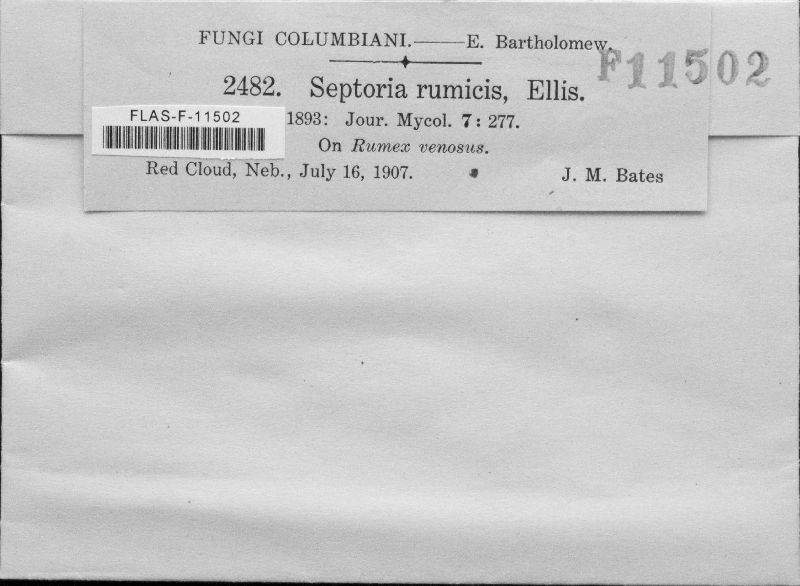 FUNGI COLUMBIANI.——E. Bartholomew.
F11502
2482. Septoria rumicis, Ellis.
FLAS-F-11502
1893: Jour. Mycol. 7: 277.
On Rumex venosus.
Red Cloud, Neb., July 16, 1907. J. M. Bates